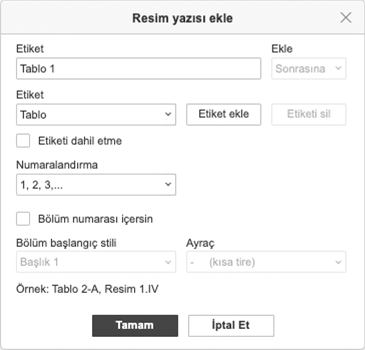 Resim yazısı ekle
Etiket Ekle
Tablo 1 Sonrasına
Etiket
Tablo Etiket ekle Etiketi sil
Etiketi dahil etme
Numaralandırma
1, 2, 3,...
Bölüm numarası içersin
Bölüm başlangıç stili Ayraç
Başlık 1 - (kısa tire)
Örnek: Tablo 2-A, Resim 1.IV
Tamam İptal Et